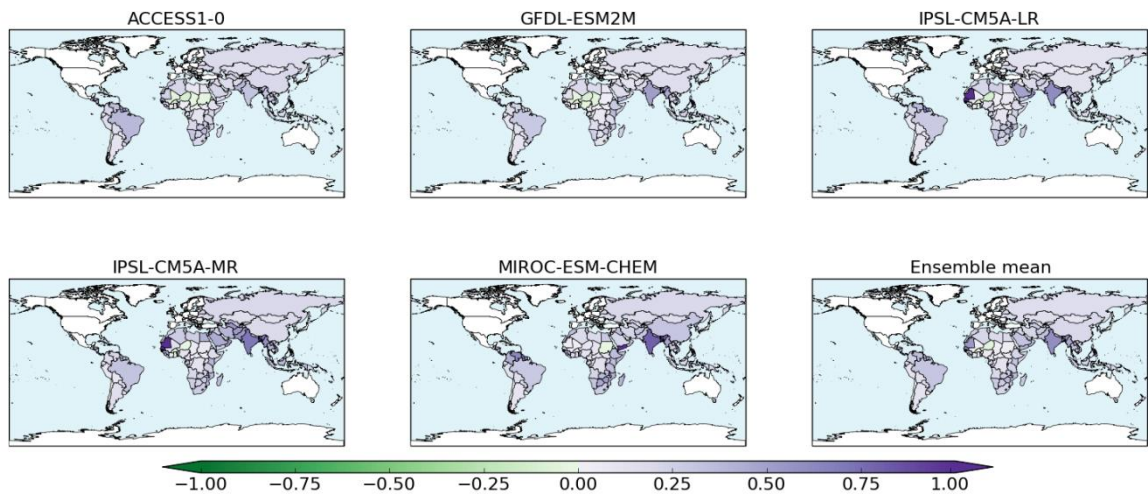 ACCESS1-0 GFDL-ESM2M IPSL-CM5A-LR
IPSL-CM5A-MR MIROC-ESM-CHEM Ensemble mean
−1.00 −0.75 −0.50 −0.25 0.00 0.25 0.50 0.75 1.00